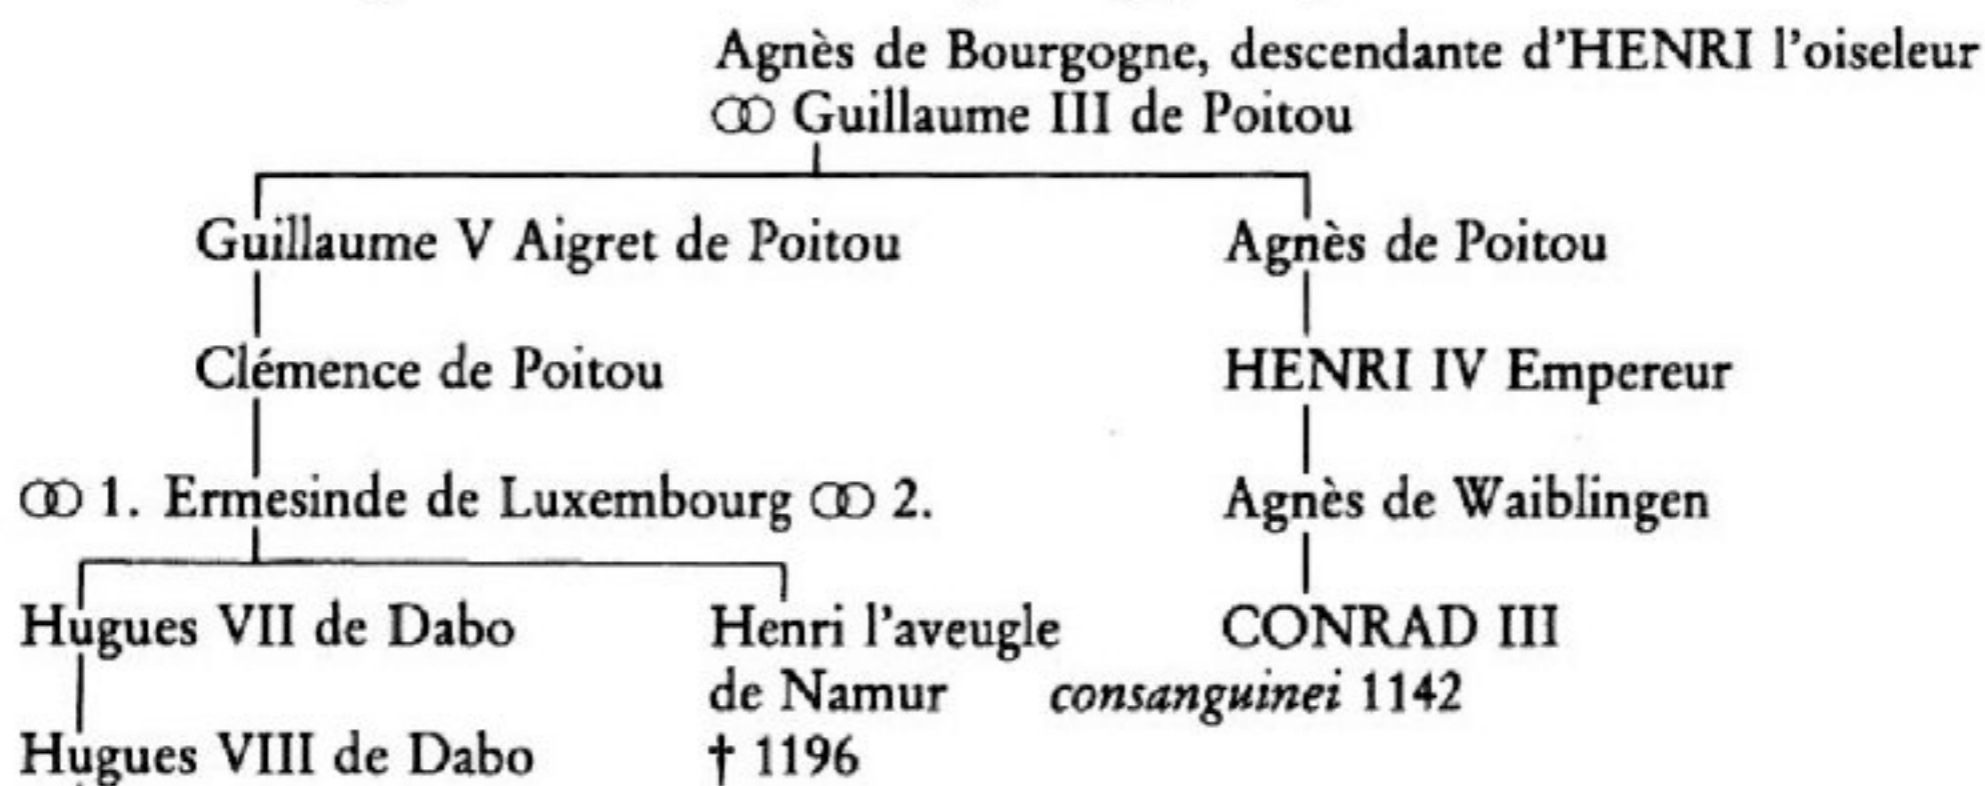 Agnès de Bourgogne, descendante d'HENRI l'oiseleur
⚭ Guillaume III de Poitou
Guillaume V Aigret de Poitou Agnès de Poitou
Clémence de Poitou HENRI IV Empereur
⚭ 1. Ermesinde de Luxembourg ⚭ 2. Agnès de Waiblingen
Hugues VII de Dabo Henri l'aveugle CONRAD III
de Namur consanguinei 1142
Hugues VIII de Dabo † 1196